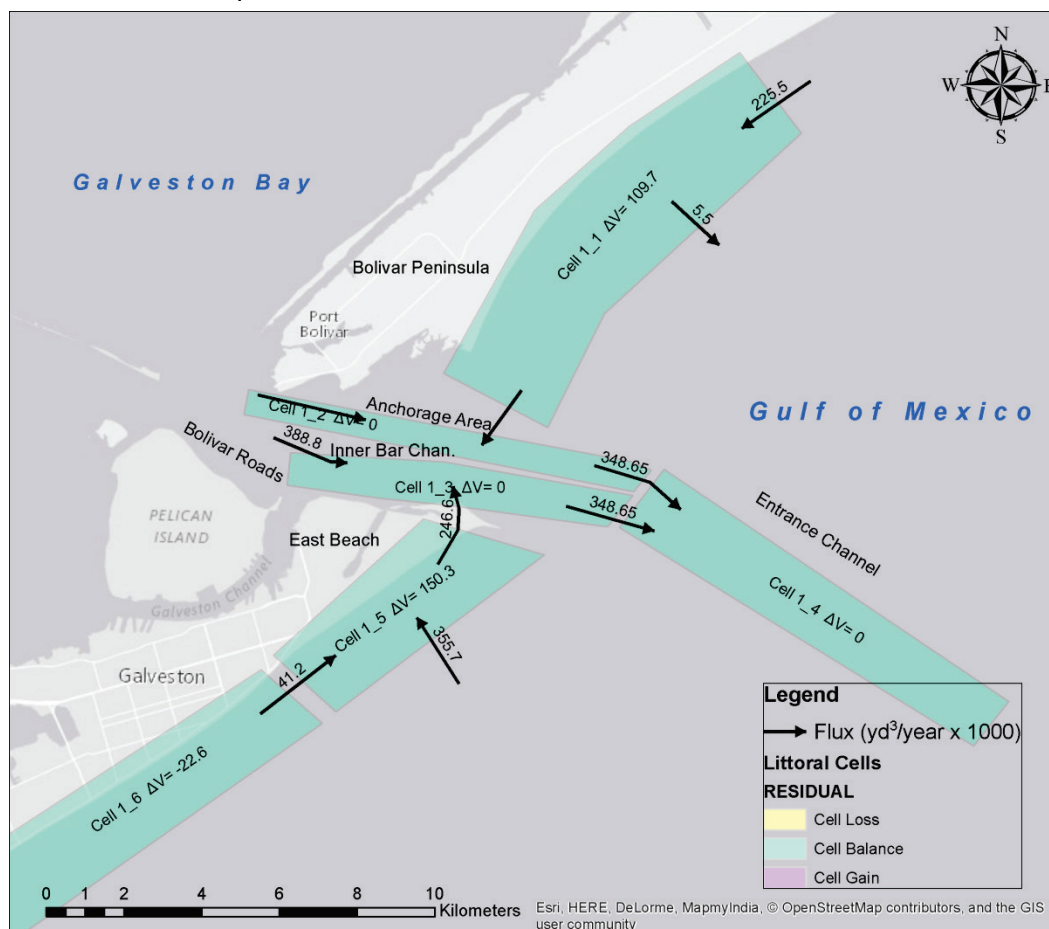 N
W
E
S
225.5
Galveston Bay
5.5
Cell 1_1 ΔV= 109.7
Bolivar Peninsula
Port
Bolivar
Anchorage Area
Cell 1_2 ΔV= 0
Gulf of Mexico
388.8
Inner Bar Chan.
Bolivar Roads
348.65
Cell 1_3 ΔV= 0
348.65
Entrance Channel
PELICAN
ISLAND
246.6
East Beach
Galveston Channel
Cell 1_5 ΔV= 150.3
Cell 1_4 ΔV= 0
355.7
Galveston
41.2
Cell 1_6 ΔV= -22.6
Legend
Flux (yd³/year x 1000)
Littoral Cells
RESIDUAL
Cell Loss
Cell Balance
Cell Gain
0 1 2 4 6 8 10
Kilometers
Esri, HERE, DeLorme, MapmyIndia, © OpenStreetMap contributors, and the GIS
user community